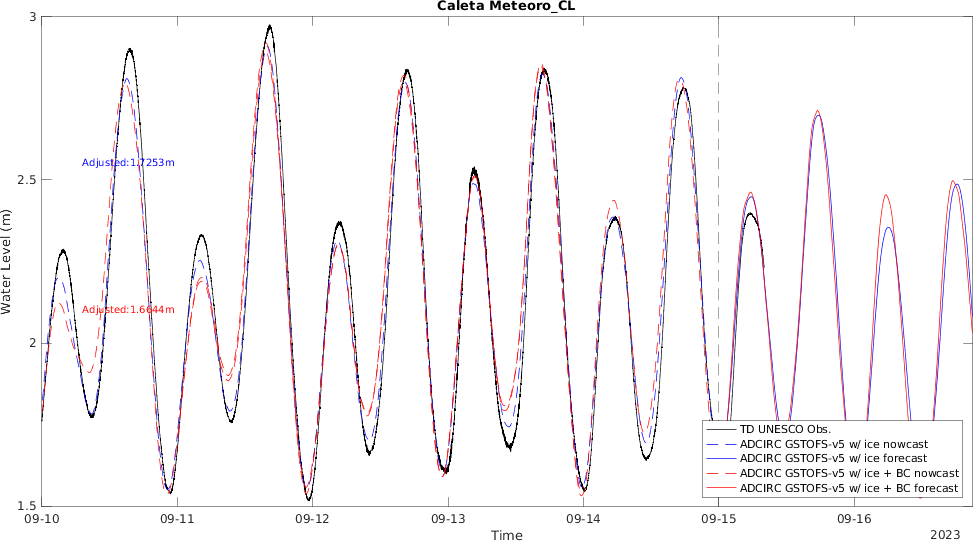 Caleta Meteoro_CL
3
2.5
2
1.5
Water Level (m)
Adjusted:1.7253m
Adjusted:1.6644m
TD UNESCO Obs.
ADCIRC GSTOFS-v5 w/ ice nowcast
ADCIRC GSTOFS-v5 w/ ice forecast
ADCIRC GSTOFS-v5 w/ ice + BC nowcast
ADCIRC GSTOFS-v5 w/ ice + BC forecast
09-10 09-11 09-12 09-13 09-14 09-15 09-16
Time
2023